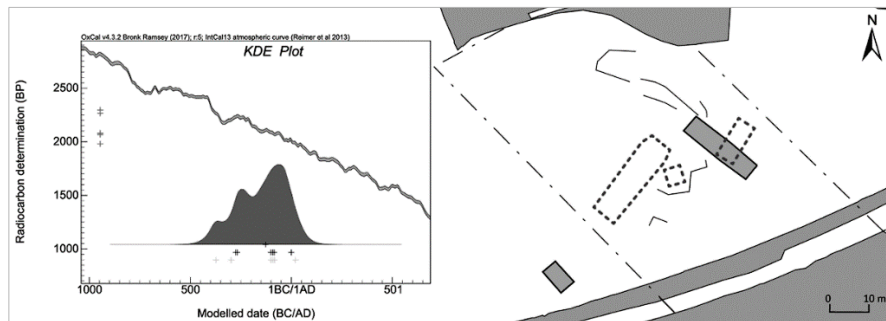 OxCal v4.3.2 Bronk Ramsey (2017); r:5; IntCal13 atmospheric curve (Reimer et al 2013)
KDE Plot
Radiocarbon determination (BP)
2500
2000
1500
1000
1000
500
1BC/1AD
501
Modelled date (BC/AD)
N
0
10 m